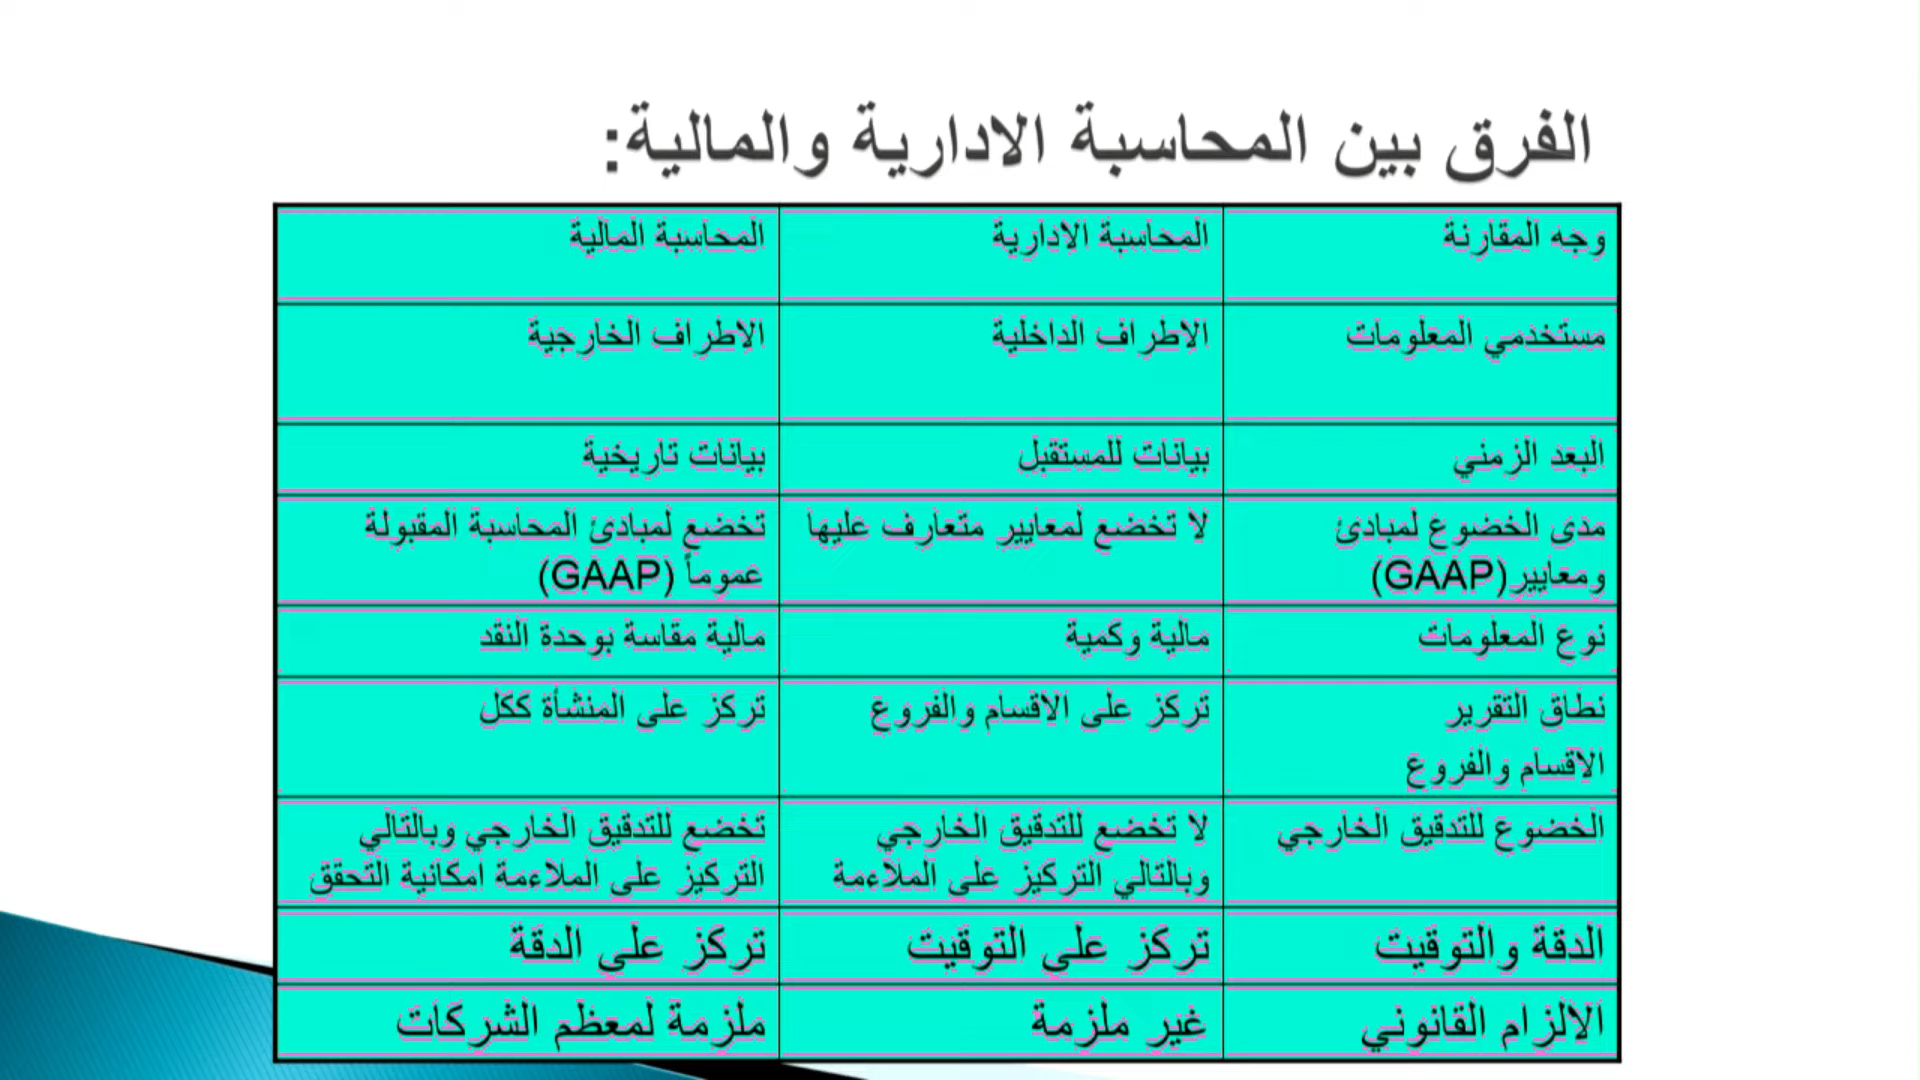 الفرق بين المحاسبة الادارية والمالية:
وجه المقارنة
المحاسبة الادارية
المحاسبة المالية
مستخدمي المعلومات
الاطراف الداخلية
الاطراف الخارجية
البعد الزمني
بيانات للمستقبل
بيانات تاريخية
مدى الخضوع لمبادئ
ومعايير(GAAP)
لا تخضع لمعايير متعارف عليها
تخضع لمبادئ المحاسبة المقبولة
عموماً (GAAP)
نوع المعلومات
مالية وكمية
مالية مقاسة بوحدة النقد
نطاق التقرير
الاقسام والفروع
تركز على الاقسام والفروع
تركز على المنشأة ككل
الخضوع للتدقيق الخارجي
لا تخضع للتدقيق الخارجي
وبالتالي التركيز على الملاءمة
تخضع للتدقيق الخارجي وبالتالي
التركيز على الملاءمة امكانية التحقق
الدقة والتوقيت
تركز على التوقيت
تركز على الدقة
الالزام القانوني
غير ملزمة
ملزمة لمعظم الشركات